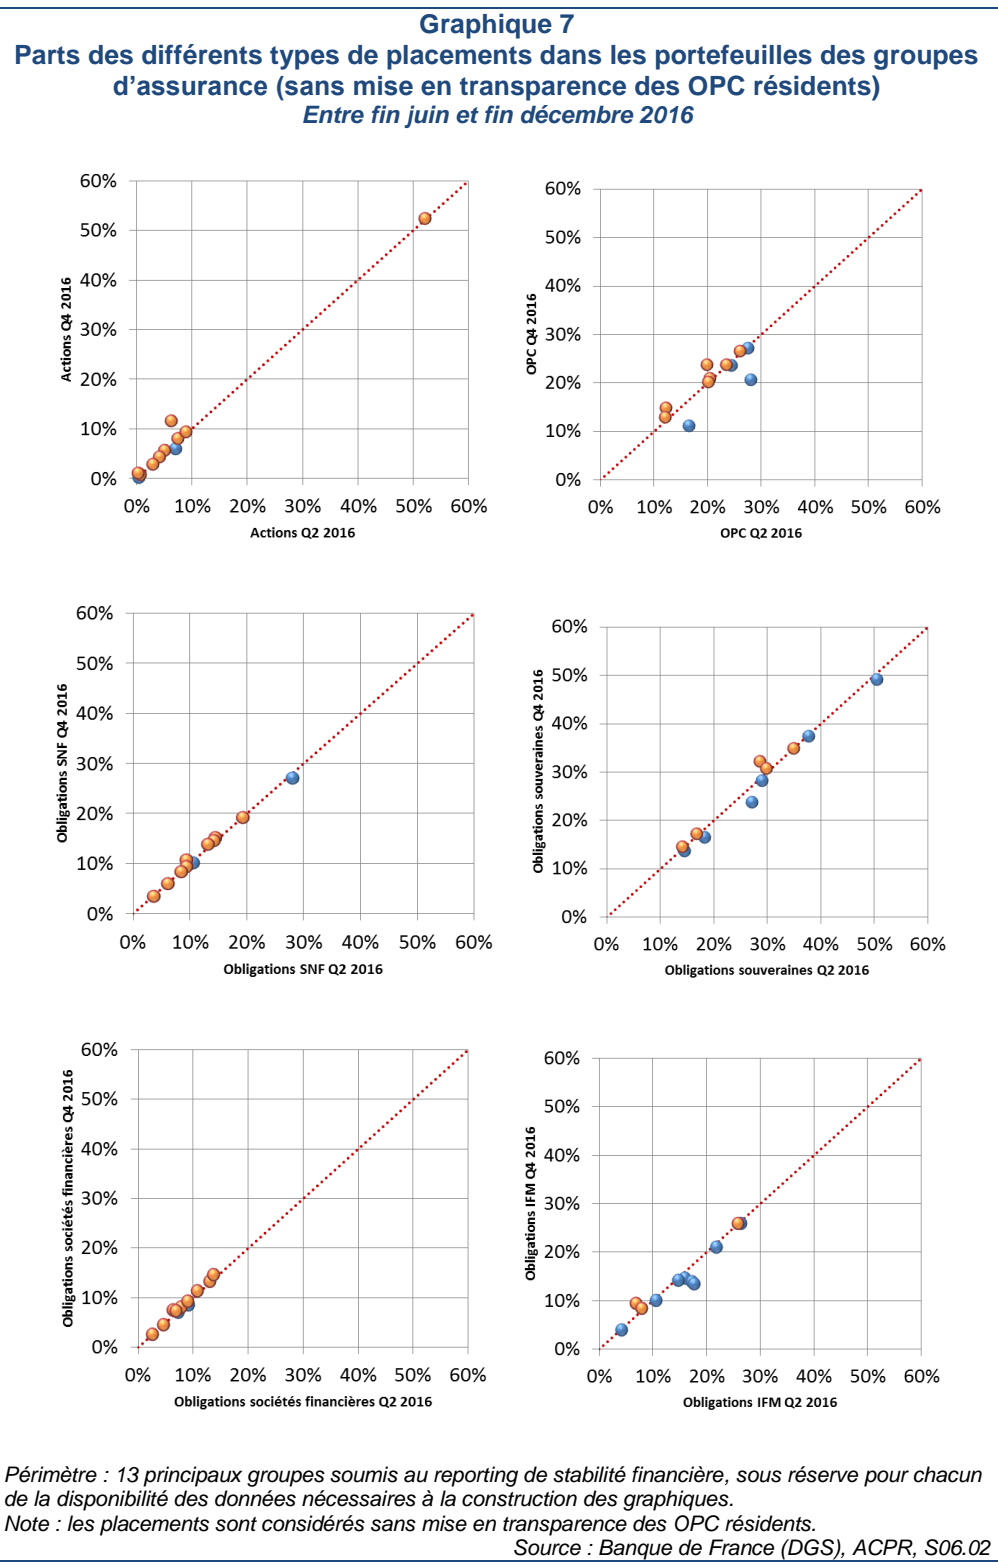 Graphique 7
Parts des différents types de placements dans les portefeuilles des groupes
d'assurance (sans mise en transparence des OPC résidents)
Entre fin juin et fin décembre 2016
60%
50%
40%
30%
20%
10%
0%
Actions Q4 2016
0% 10% 20% 30% 40% 50% 60%
Actions Q2 2016
60%
50%
40%
30%
20%
10%
0%
OPC Q4 2016
0% 10% 20% 30% 40% 50% 60%
OPC Q2 2016
60%
50%
40%
30%
20%
10%
0%
Obligations SNF Q4 2016
0% 10% 20% 30% 40% 50% 60%
Obligations SNF Q2 2016
60%
50%
40%
30%
20%
10%
0%
Obligations souveraines Q4 2016
0% 10% 20% 30% 40% 50% 60%
Obligations souveraines Q2 2016
60%
50%
40%
30%
20%
10%
0%
Obligations sociétés financières Q4 2016
0% 10% 20% 30% 40% 50% 60%
Obligations sociétés financières Q2 2016
60%
50%
40%
30%
20%
10%
0%
Obligations IFM Q4 2016
0% 10% 20% 30% 40% 50% 60%
Obligations IFM Q2 2016
Périmètre : 13 principaux groupes soumis au reporting de stabilité financière, sous réserve pour chacun
de la disponibilité des données nécessaires à la construction des graphiques.
Note : les placements sont considérés sans mise en transparence des OPC résidents.
Source : Banque de France (DGS), ACPR, S06.02